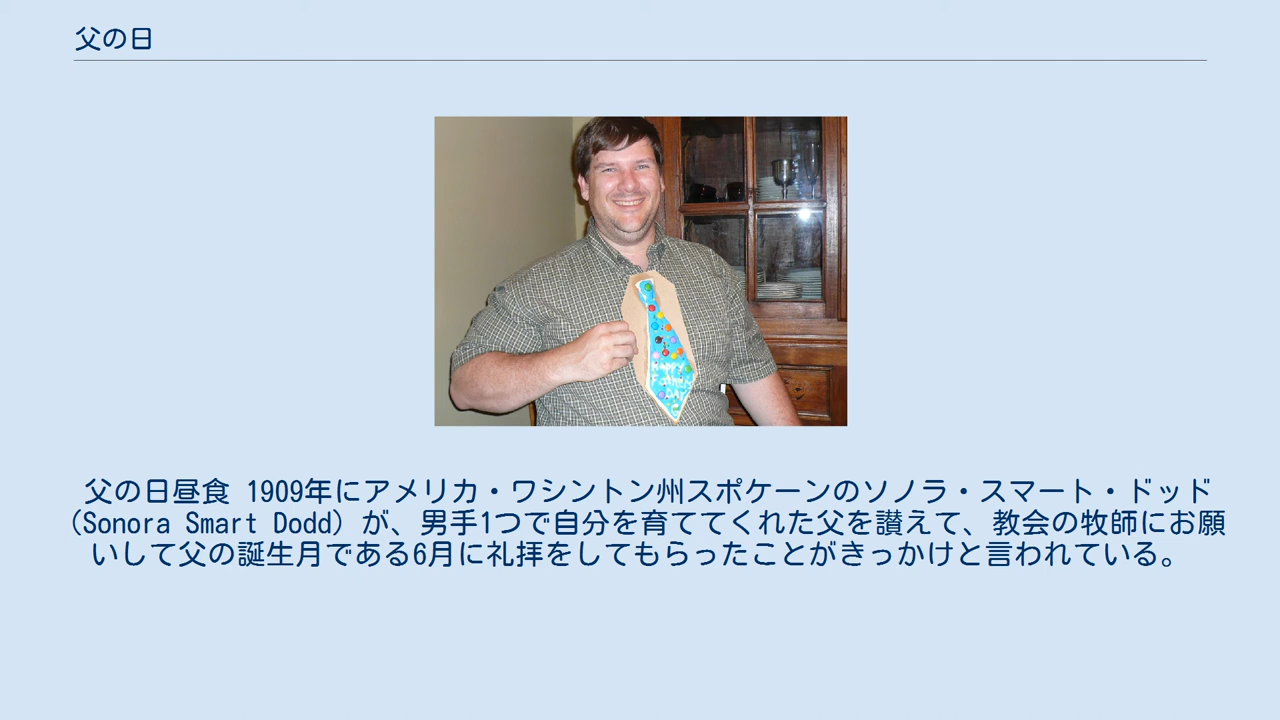 父の日
Happy
Father
DAY
父の日昼食 1909年にアメリカ・ワシントン州スポケーンのソノラ・スマート・ドッド
(Sonora Smart Dodd) が、男手1つで自分を育ててくれた父を讃えて、教会の牧師にお願
いして父の誕生月である6月に礼拝をしてもらったことがきっかけと言われている。